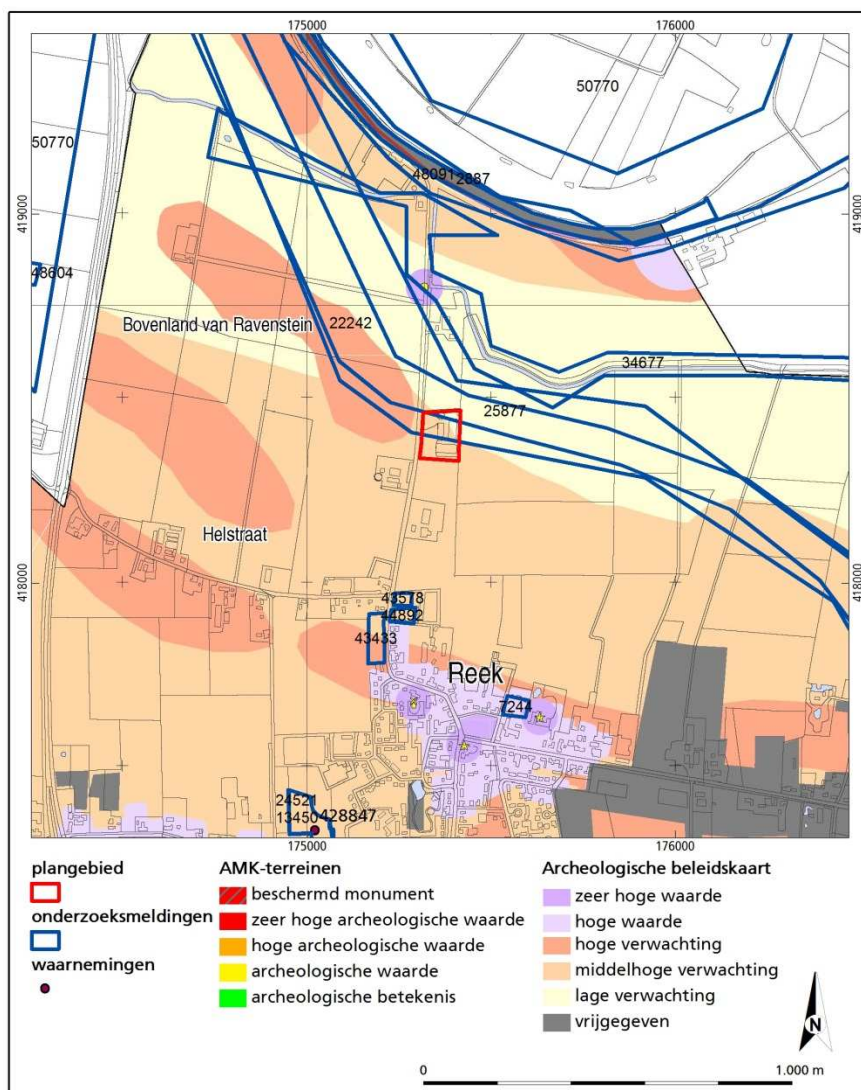 175000
176000
50770
50770
48091
2887
419000
419000
48604
Bovenland van Ravenstein
22242
34677
25877
Helstraat
418000
418000
43578
44892
43433
Reek
7244
24521
13450
428847
175000
176000
plangebied
onderzoeksmeldingen
waarnemingen
AMK-terreinen
beschermd monument
zeer hoge archeologische waarde
hoge archeologische waarde
archeologische waarde
archeologische betekenis
Archeologische beleidskaart
zeer hoge waarde
hoge waarde
hoge verwachting
middelhoge verwachting
lage verwachting
vrijgegeven
N
0
1.000 m